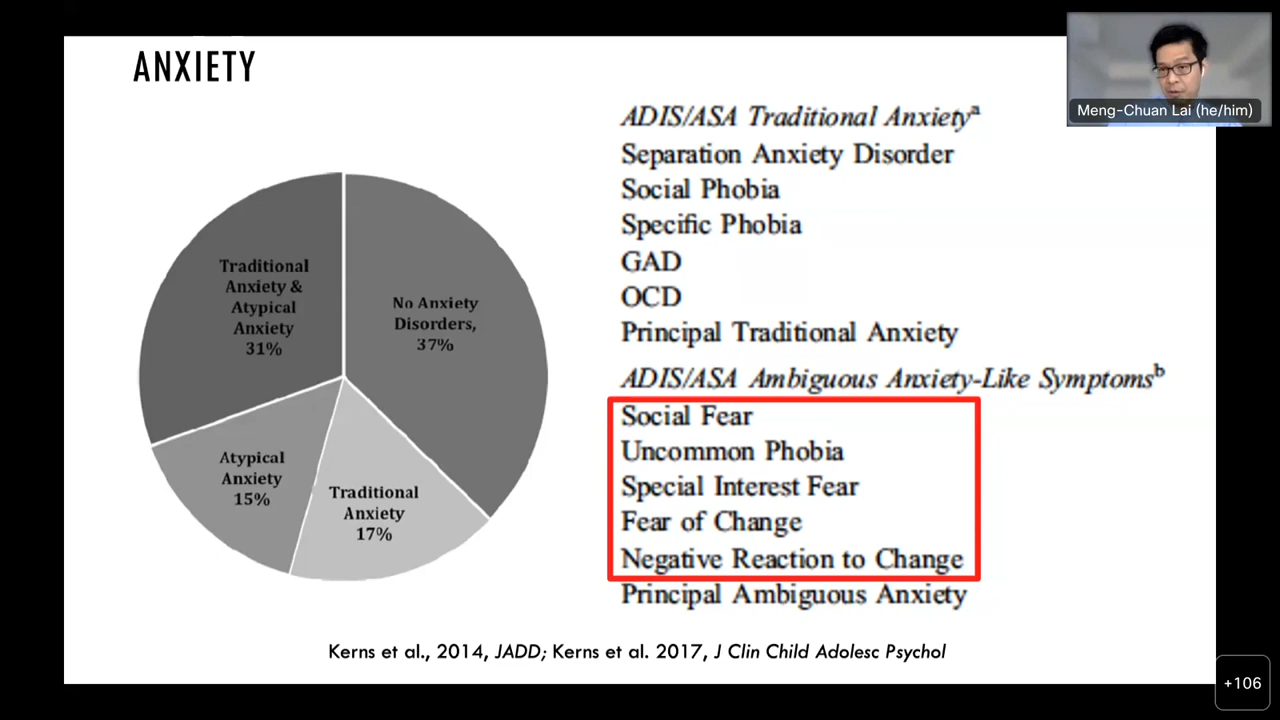 ANXIETY
Meng-Chuan Lai (he/him)
Traditional
Anxiety &
Atypical
Anxiety
31%
No Anxiety
Disorders,
37%
Atypical
Anxiety
15%
Traditional
Anxiety
17%
ADIS/ASA Traditional Anxietyᵃ
Separation Anxiety Disorder
Social Phobia
Specific Phobia
GAD
OCD
Principal Traditional Anxiety
ADIS/ASA Ambiguous Anxiety-Like Symptomsᵇ
Social Fear
Uncommon Phobia
Special Interest Fear
Fear of Change
Negative Reaction to Change
Principal Ambiguous Anxiety
Kerns et al., 2014, JADD; Kerns et al. 2017, J Clin Child Adolesc Psychol
+106